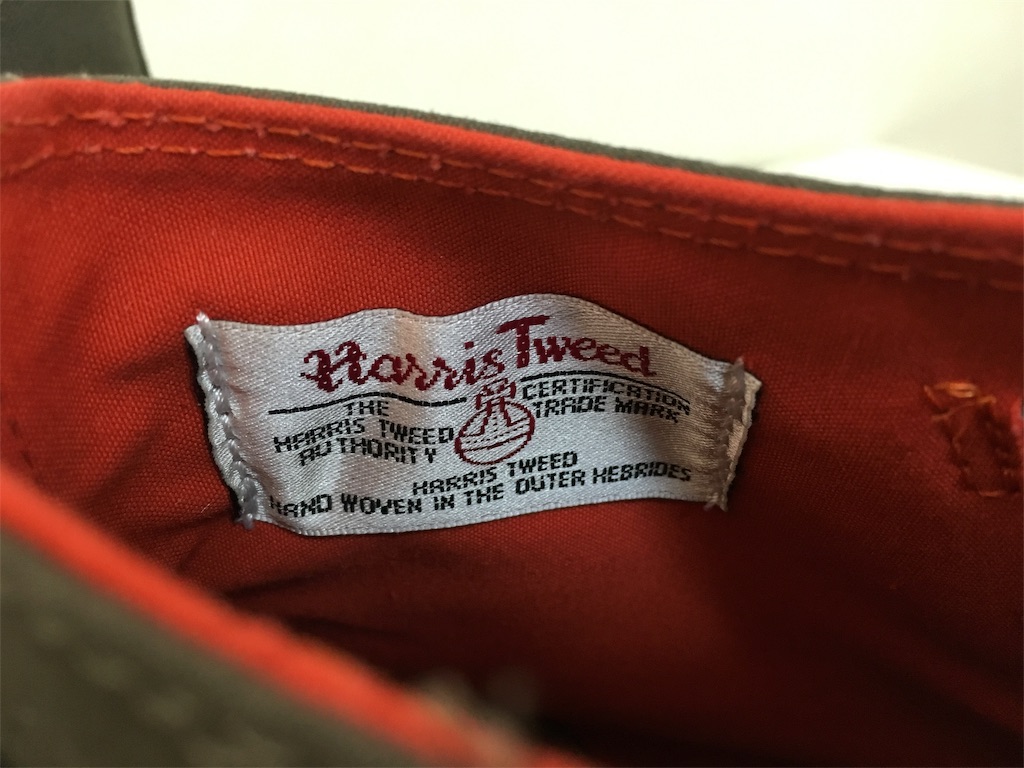 Harris Tweed
THE
HARRIS TWEED
AUTHORITY
CERTIFICATION
TRADE MARK
HARRIS TWEED
HAND WOVEN IN THE OUTER HEBRIDES